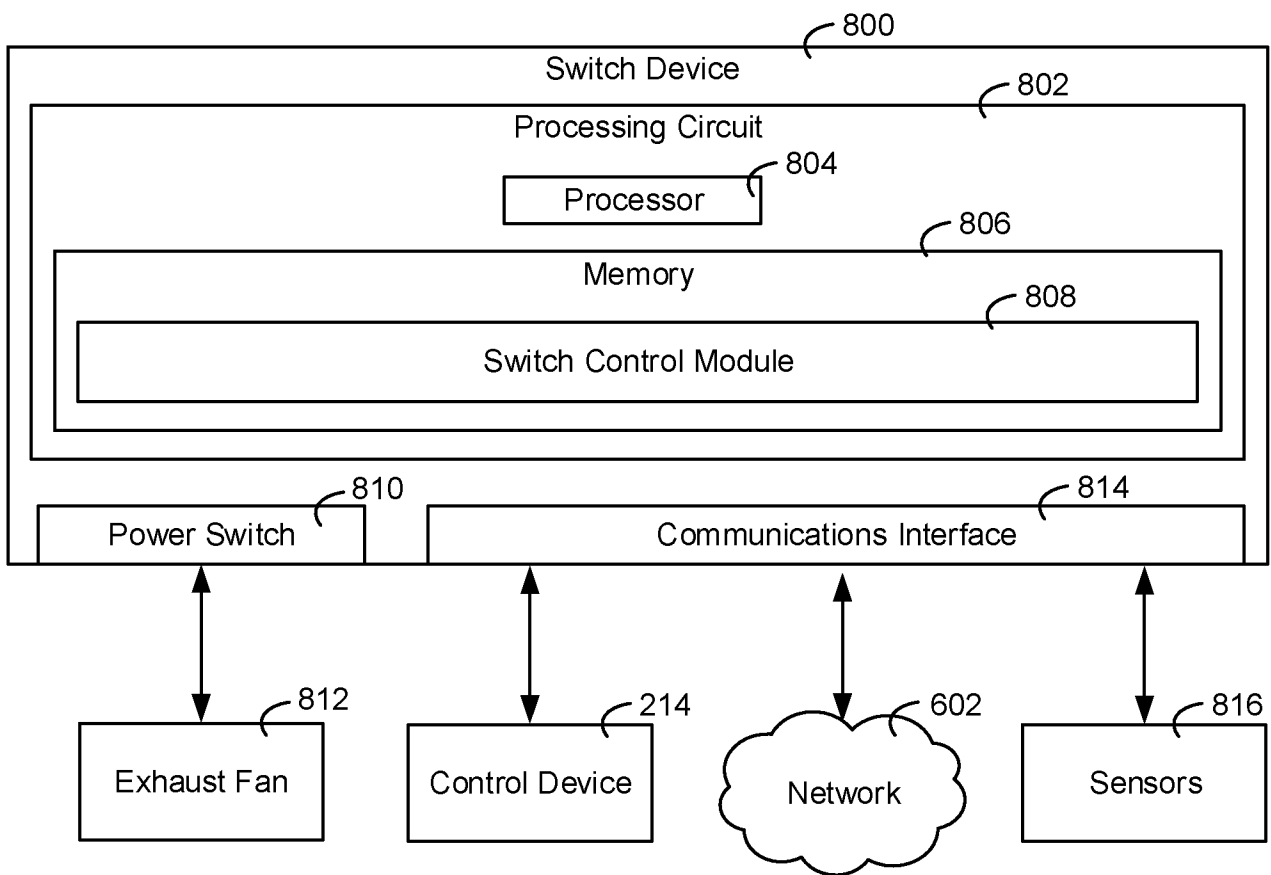 800
Switch Device
802
Processing Circuit
804
Processor
806
Memory
808
Switch Control Module
810
Power Switch
814
Communications Interface
812
Exhaust Fan
214
Control Device
602
Network
816
Sensors